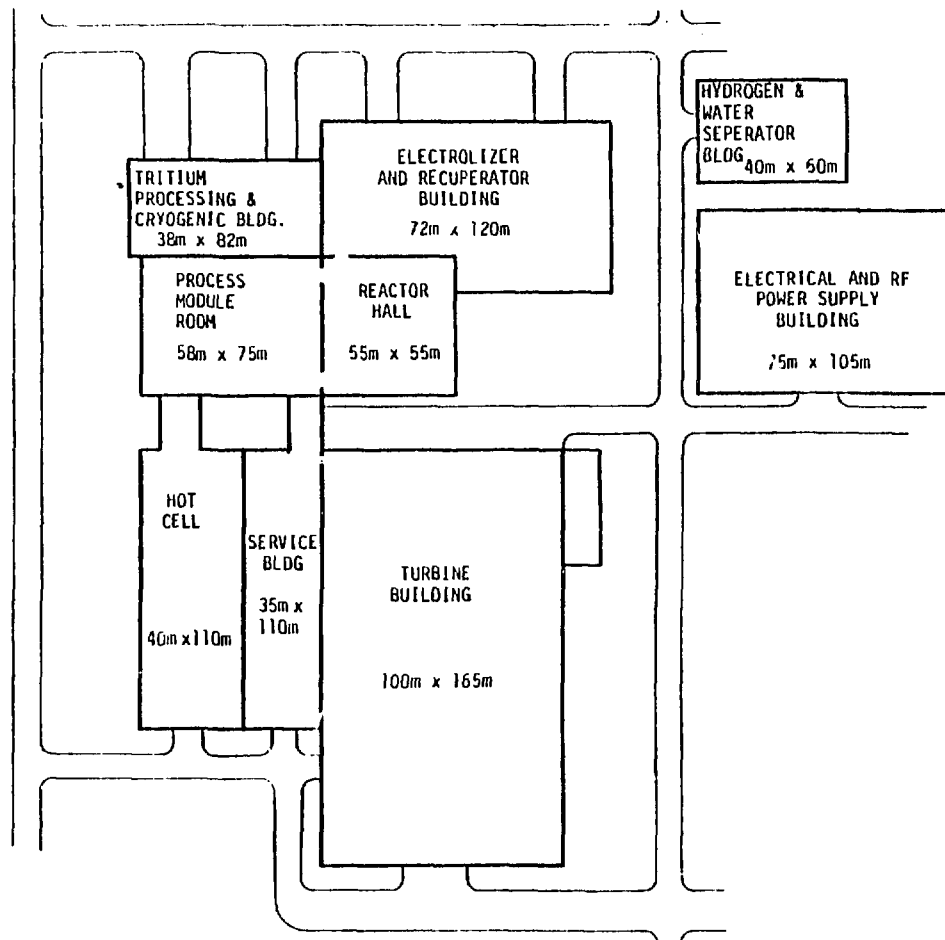 HYDROGEN &
WATER
SEPERATOR
BLDG
40m x 60m
ELECTROLIZER
AND RECUPERATOR
BUILDING
72m x 120m
TRITIUM
PROCESSING &
CRYOGENIC BLDG.
38m x 82m
ELECTRICAL AND RF
POWER SUPPLY
BUILDING
75m x 105m
PROCESS
MODULE
ROOM
58m x 75m
REACTOR
HALL
55m x 55m
HOT
CELL
40m x 110m
SERVICE
BLDG
35m x
110m
TURBINE
BUILDING
100m x 165m